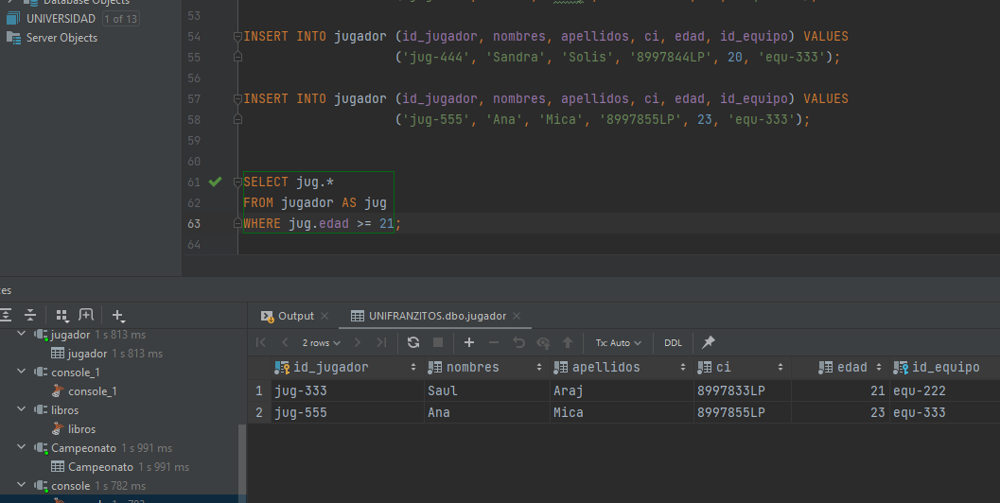 Database Objects
UNIVERSIDAD 1 of 13
Server Objects
53
54 INSERT INTO jugador (id_jugador, nombres, apellidos, ci, edad, id_equipo) VALUES
55 ('jug-444', 'Sandra', 'Solis', '8997844LP', 20, 'equ-333');
56
57 INSERT INTO jugador (id_jugador, nombres, apellidos, ci, edad, id_equipo) VALUES
58 ('jug-555', 'Ana', 'Mica', '8997855LP', 23, 'equ-333');
59
60
61 SELECT jug.*
62 FROM jugador AS jug
63 WHERE jug.edad >= 21;
64
es
jugador 1 s 813 ms
jugador 1 s 813 ms
console_1
console_1
libros
libros
Campeonato 1 s 991 ms
Campeonato 1 s 991 ms
console 1 s 782 ms
Output UNIFRANZITOS.dbo.jugador
2 rows Tx: Auto DDL
id_jugador nombres apellidos ci edad id_equipo
1 jug-333 Saul Araj 8997833LP 21 equ-222
2 jug-555 Ana Mica 8997855LP 23 equ-333